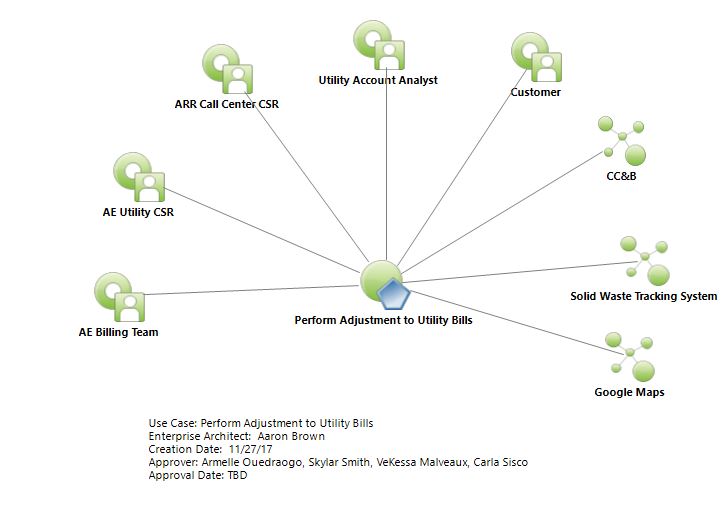 Utility Account Analyst
Customer
ARR Call Center CSR
CC&B
AE Utility CSR
Solid Waste Tracking System
Perform Adjustment to Utility Bills
AE Billing Team
Google Maps
Use Case: Perform Adjustment to Utility Bills
Enterprise Architect:  Aaron Brown
Creation Date:  11/27/17
Approver: Armelle Ouedraogo, Skylar Smith, VeKessa Malveaux, Carla Sisco
Approval Date: TBD